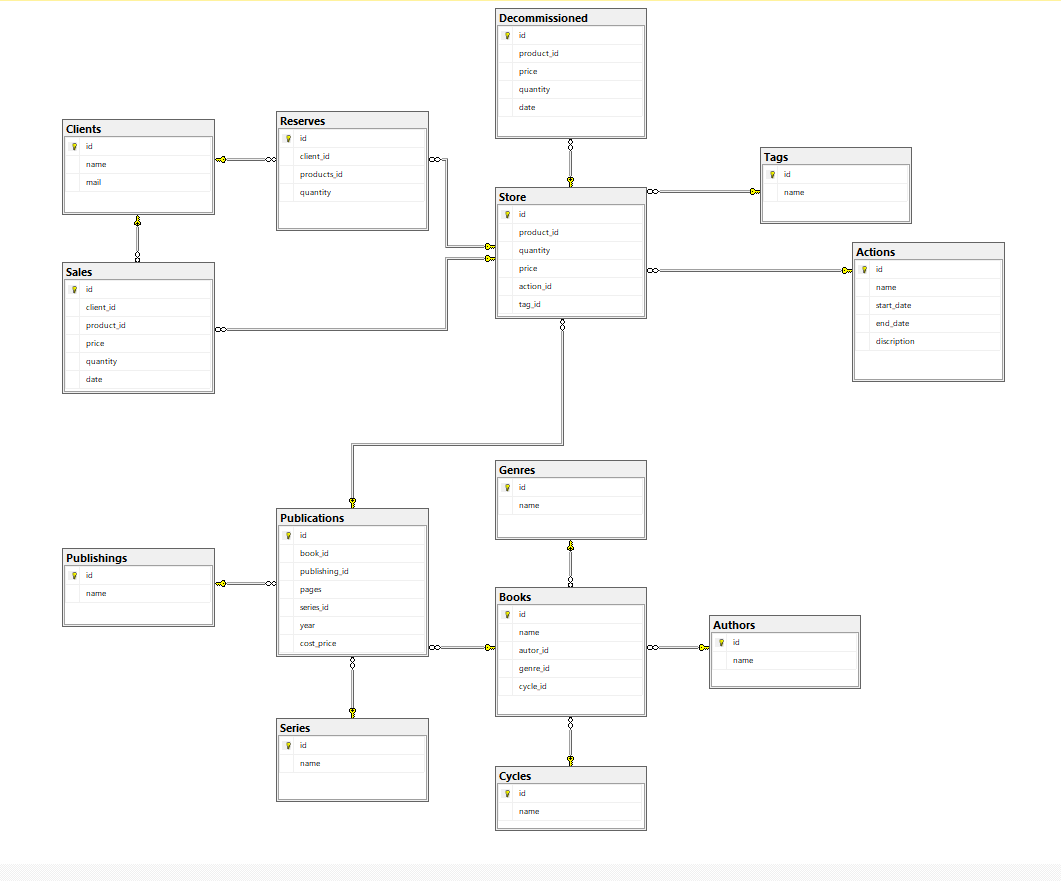 Decommissioned
id
product_id
price
quantity
date
Clients
id
name
mail
Reserves
id
client_id
products_id
quantity
Tags
id
name
Store
id
product_id
quantity
price
action_id
tag_id
Actions
id
name
start_date
end_date
discription
Sales
id
client_id
product_id
price
quantity
date
Genres
id
name
Publications
id
book_id
publishing_id
pages
series_id
year
cost_price
Publishings
id
name
Books
id
name
autor_id
genre_id
cycle_id
Authors
id
name
Series
id
name
Cycles
id
name